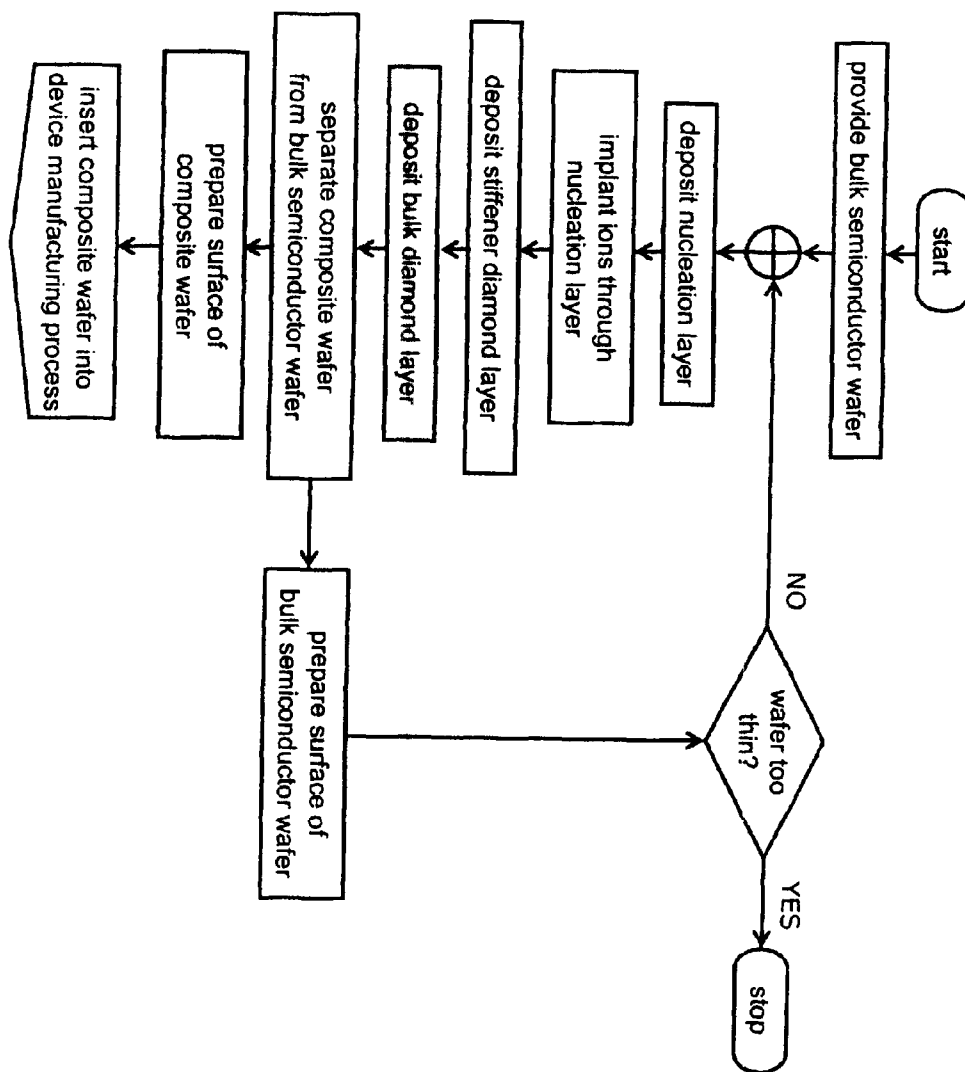 start
provide bulk semiconductor wafer
deposit nucleation layer
implant ions through
nucleation layer
deposit stiffener diamond layer
deposit bulk diamond layer
separate composite wafer
from bulk semiconductor wafer
prepare surface of
composite wafer
insert composite wafer into
device manufacturing process
prepare surface of
bulk semiconductor wafer
wafer too
thin?
NO
YES
stop